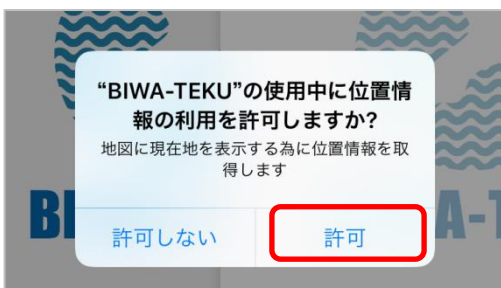 “BIWA-TEKU”の使用中に位置情
報の利用を許可しますか?
地図に現在地を表示する為に位置情報を取
得します
許可しない
許可